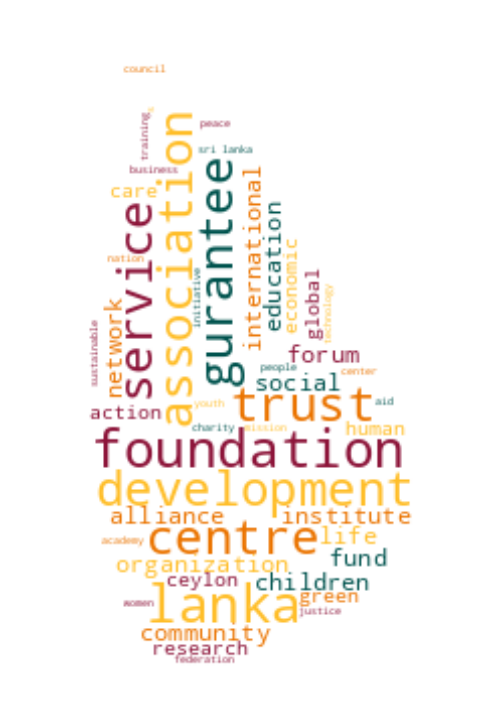 council
training
peace
association
sri lanka
business
care
gurantee
international
service
education
economic
nation
initiative
global
technology
network
sustainable
forum
people
center
social
trust
action
youth
aid
charity
mission
human
foundation
development
alliance
institute
centre
life
academy
organization
fund
ceylon
children
lanka
green
women
justice
community
research
federation